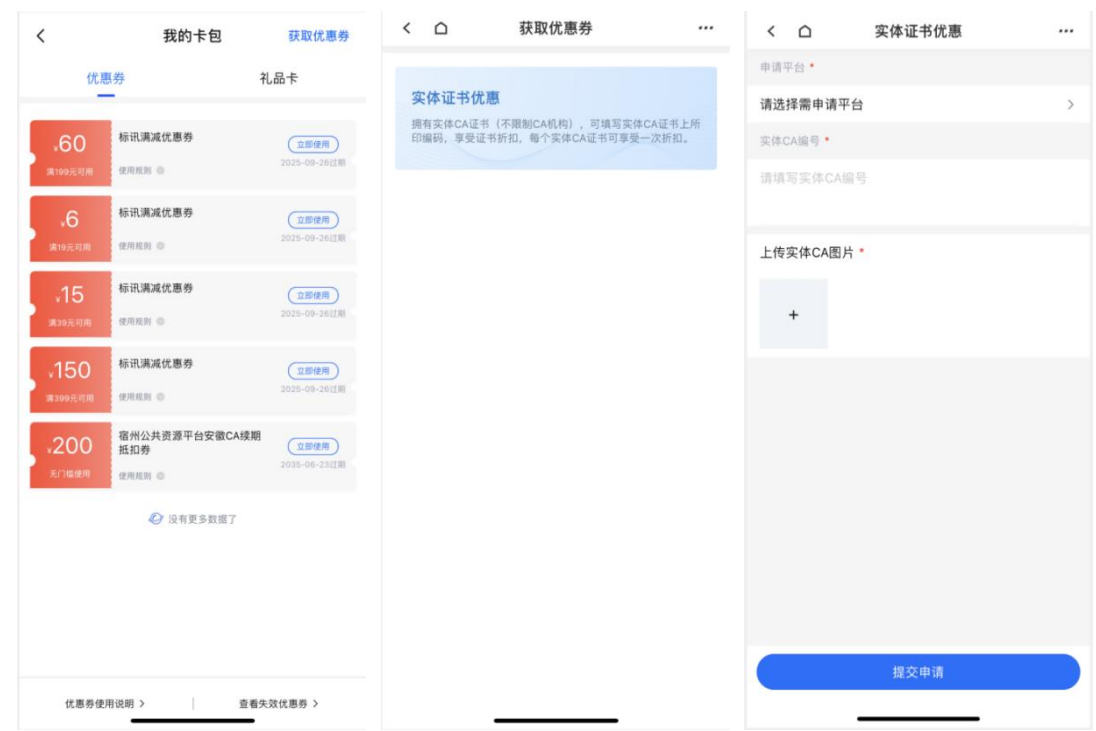 我的卡包
获取优惠券
优惠券
礼品卡
¥60
满199元可用
标讯满减优惠券
使用规则
立即使用
2025-09-26过期
¥6
满19元可用
标讯满减优惠券
使用规则
立即使用
2025-09-26过期
¥15
满39元可用
标讯满减优惠券
使用规则
立即使用
2025-09-26过期
¥150
满399元可用
标讯满减优惠券
使用规则
立即使用
2025-09-26过期
¥200
无门槛使用
宿州公共资源平台安徽CA续期
抵扣券
使用规则
立即使用
2035-06-23过期
没有更多数据了
优惠券使用说明
查看失效优惠券
获取优惠券
实体证书优惠
拥有实体CA证书（不限制CA机构），可填写实体CA证书上所
印编码，享受证书折扣，每个实体CA证书可享受一次折扣。
实体证书优惠
申请平台 *
请选择需申请平台
实体CA编号 *
请填写实体CA编号
上传实体CA图片 *
+
提交申请